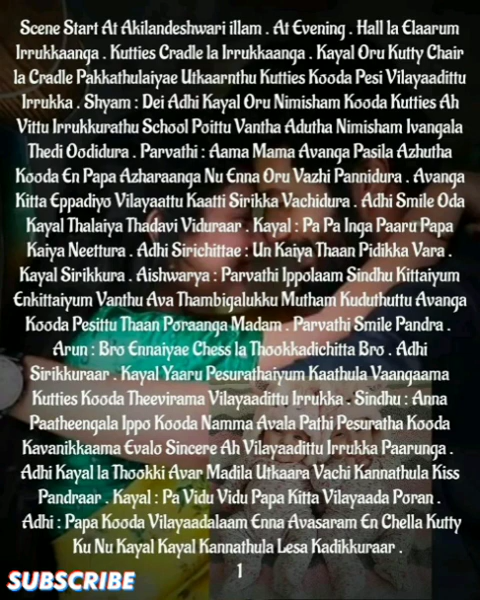 Scene Start At Akilandeshwari illam . At Evening . Hall la Elaarum
Irrukkaanga . Kutties Cradle la Irrukkaanga . Kayal Oru Kutty Chair
la Cradle Pakkathulaiyae Utkaarnthu Kutties Kooda Pesi Vilayaadittu
Irrukka . Shyam : Dei Adhi Kayal Oru Nimisham Kooda Kutties Ah
Vittu Irrukkurathu School Poittu Vantha Adutha Nimisham Ivangala
Thedi Oodidura . Parvathi : Aama Mama Avanga Pasila Azhutha
Kooda En Papa Azharaanga Nu Enna Oru Vazhi Pannidura . Avanga
Kitta Eppadiyo Vilayaattu Kaatti Sirikka Vachidura . Adhi Smile Oda
Kayal Thalaiya Thadavi Viduraar . Kayal : Pa Pa Inga Paaru Papa
Kaiya Neettura . Adhi Sirichittae : Un Kaiya Thaan Pidikka Vara .
Kayal Sirikkura . Aishwarya : Parvathi Ippolaam Sindhu Kittaiyum
Enkittaiyum Vanthu Ava Thambigalukku Mutham Kuduthuttu Avanga
Kooda Pesittu Thaan Poraanga Madam . Parvathi Smile Pandra .
Arun : Bro Ennaiyae Chess la Thookkadichitta Bro . Adhi
Sirikkuraar . Kayal Yaaru Pesurathaiyum Kaathula Vaangaama
Kutties Kooda Theevirama Vilayaadittu Irrukka . Sindhu : Anna
Paatheengala Ippo Kooda Namma Avala Pathi Pesuratha Kooda
Kavanikkaama Evalo Sincere Ah Vilayaadittu Irrukka Paarunga .
Adhi Kayal la Thookki Avar Madila Utkaara Vachi Kannathula Kiss
Pandraar . Kayal : Pa Vidu Vidu Papa Kitta Vilayaada Poran .
Adhi : Papa Kooda Vilayaadalaam Enna Avasaram En Chella Kutty
Ku Nu Kayal Kayal Kannathula Lesa Kadikkuraar .
1
SUBSCRIBE